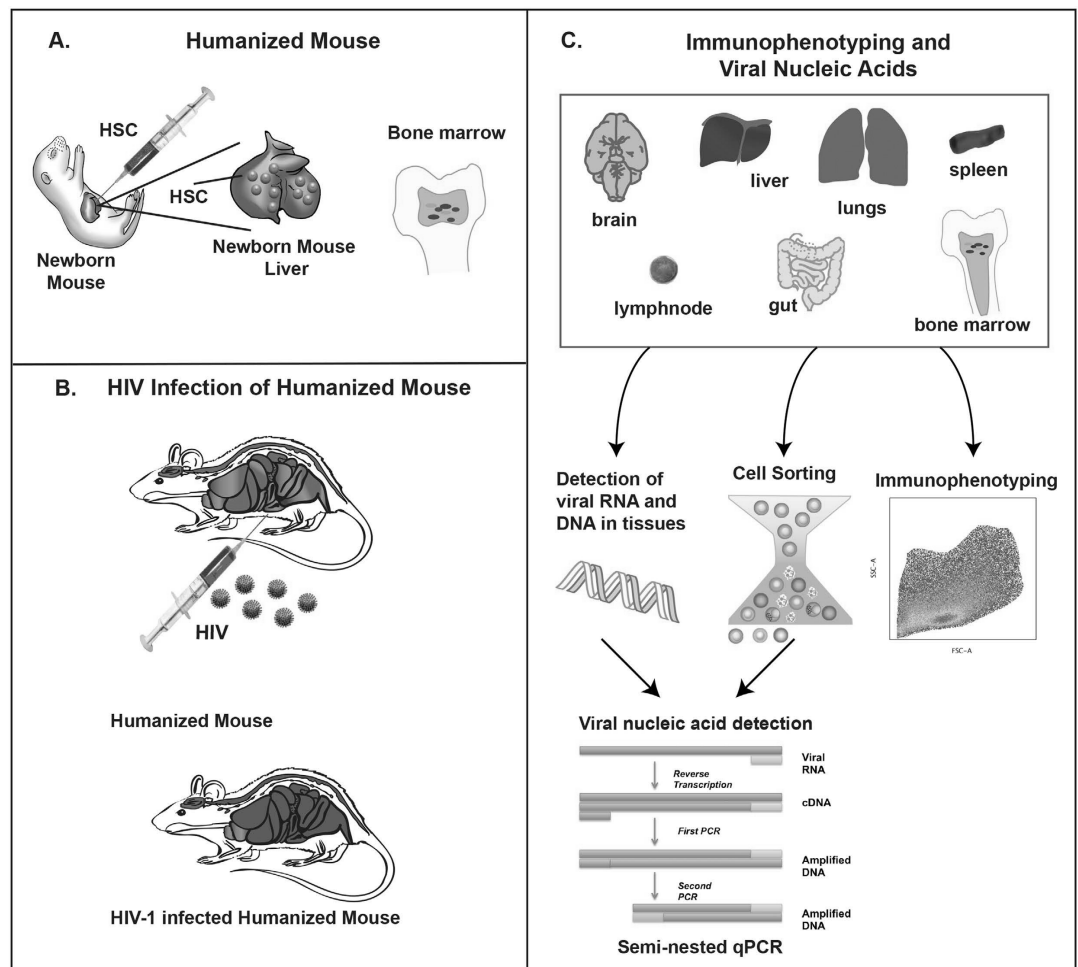 A.
Humanized Mouse
HSC
HSC
Bone marrow
Newborn
Mouse
Newborn Mouse
Liver
B.
HIV Infection of Humanized Mouse
HIV
Humanized Mouse
HIV-1 infected Humanized Mouse
C.
Immunophenotyping and
Viral Nucleic Acids
brain
liver
lungs
spleen
lymphnode
gut
bone marrow
Detection of
viral RNA and
DNA in tissues
Cell Sorting
Immunophenotyping
SSC-A
FSC-A
Viral nucleic acid detection
Viral
RNA
Reverse
Transcription
cDNA
First PCR
Amplified
DNA
Second
PCR
Amplified
DNA
Semi-nested qPCR